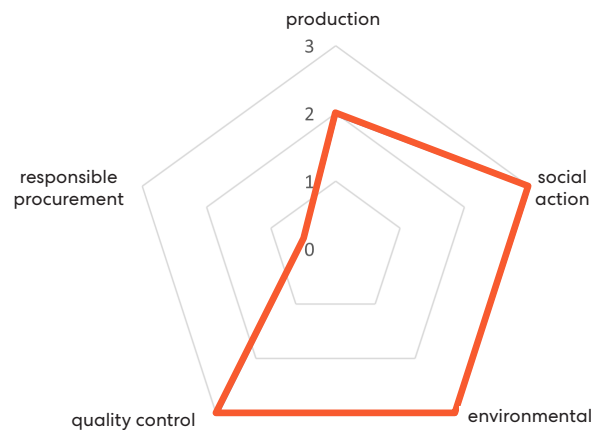 production
3
2
1
0
social
action
environmental
quality control
responsible
procurement